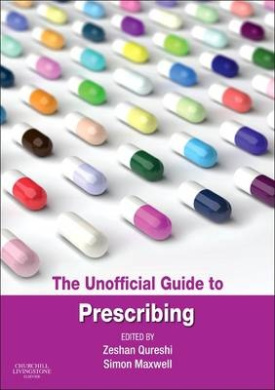 The Unofficial Guide to
Prescribing
EDITED BY
Zeshan Qureshi
Simon Maxwell
CHURCHILL
LIVINGSTONE
ELSEVIER